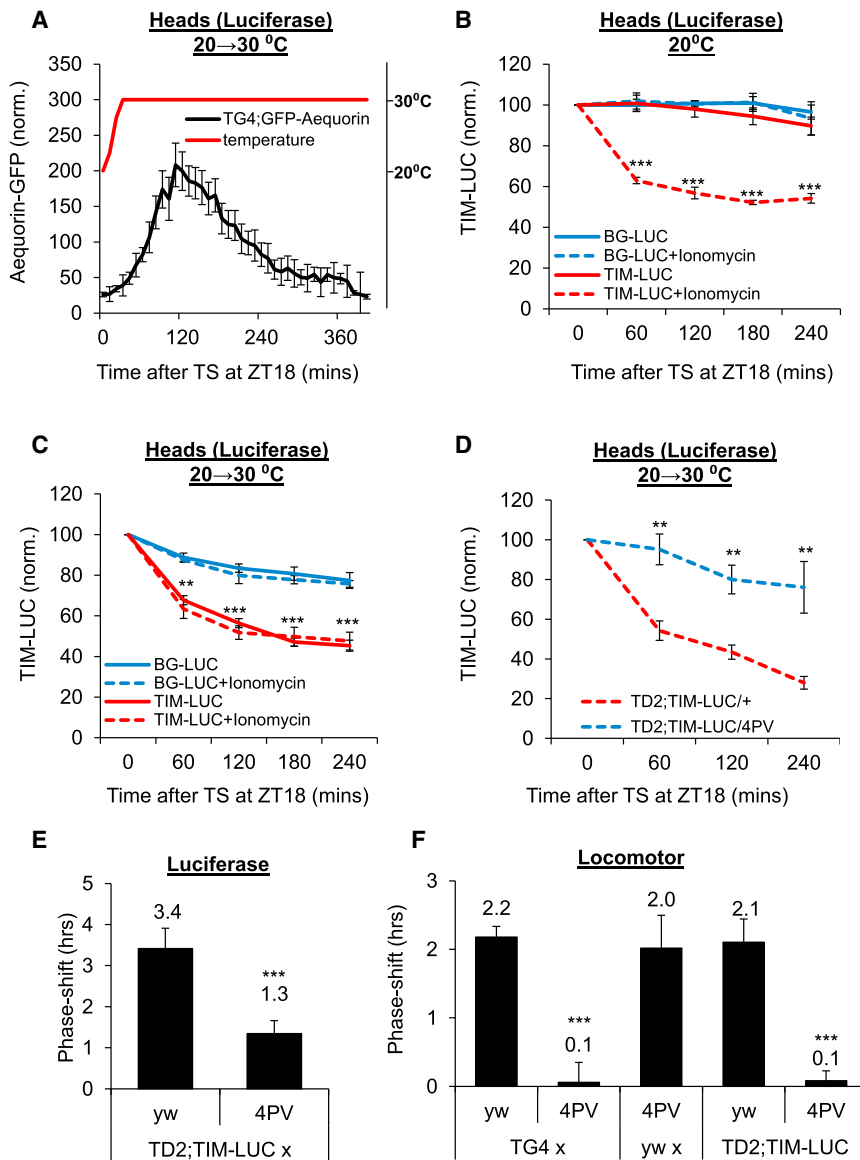 A
Heads (Luciferase)
20→30 ⁰C
Aequorin-GFP (norm.)
350
300
250
200
150
100
50
0
30⁰C
20⁰C
TG4;GFP-Aequorin
temperature
0 120 240 360
Time after TS at ZT18 (mins)
B
Heads (Luciferase)
20⁰C
TIM-LUC (norm.)
120
100
80
60
40
20
0
*** *** *** ***
BG-LUC
BG-LUC+Ionomycin
TIM-LUC
TIM-LUC+Ionomycin
0 60 120 180 240
Time after TS at ZT18 (mins)
C
Heads (Luciferase)
20→30 ⁰C
TIM-LUC (norm.)
120
100
80
60
40
20
0
** *** *** ***
BG-LUC
BG-LUC+Ionomycin
TIM-LUC
TIM-LUC+Ionomycin
0 60 120 180 240
Time after TS at ZT18 (mins)
D
Heads (Luciferase)
20→30 ⁰C
TIM-LUC (norm.)
120
100
80
60
40
20
0
** ** **
TD2;TIM-LUC/+
TD2;TIM-LUC/4PV
0 60 120 240
Time after TS at ZT18 (mins)
E
Luciferase
Phase-shift (hrs)
5
4
3
2
1
0
3.4
***
1.3
yw 4PV
TD2;TIM-LUC x
F
Locomotor
Phase-shift (hrs)
3
2
1
0
2.2
***
0.1
2.0
2.1
***
0.1
yw 4PV 4PV yw 4PV
TG4 x yw x TD2;TIM-LUC